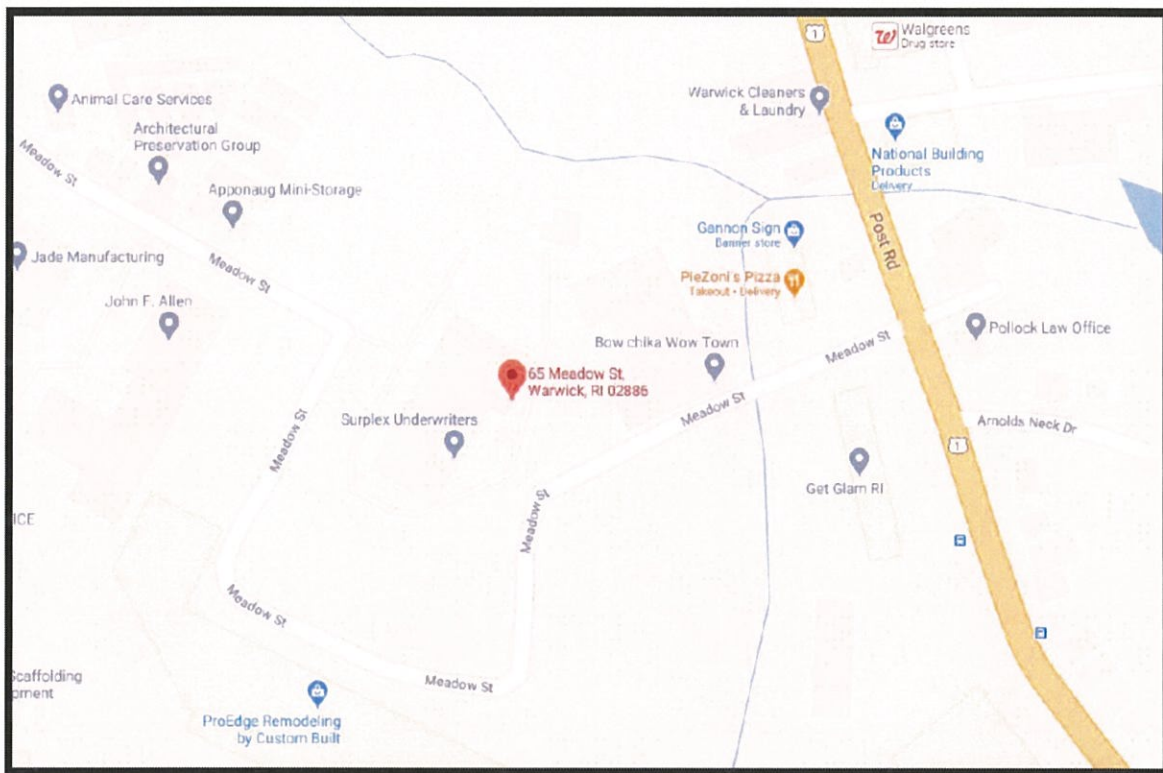 1
Walgreens
Drug store
Animal Care Services
Warwick Cleaners
& Laundry
Architectural
Preservation Group
Meadow St
National Building
Products
Delivery
Apponaug Mini-Storage
Gannon Sign
Banner store
Post Rd
Jade Manufacturing
Meadow St
PieZoni's Pizza
Takeout • Delivery
John F. Allen
Pollock Law Office
Bow chika Wow Town
Meadow St
65 Meadow St,
Warwick, RI 02886
Meadow St
Surplex Underwriters
Meadow St
Arnolds Neck Dr
1
Get Glam RI
Meadow St
ICE
Meadow St
Scaffolding
pment
Meadow St
ProEdge Remodeling
by Custom Built